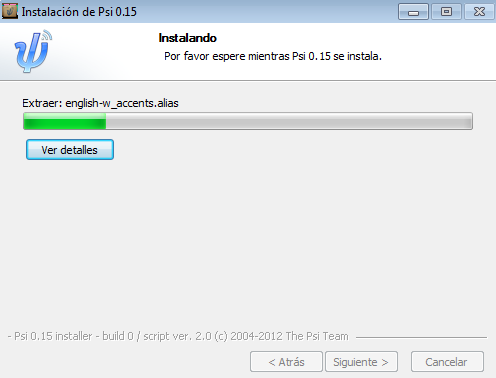 Instalación de Psi 0.15
Instalando
Por favor espere mientras Psi 0.15 se instala.
Extraer: english-w_accents.alias
Ver detalles
- Psi 0.15 installer - build 0 / script ver. 2.0 (c) 2004-2012 The Psi Team
< Atrás
Siguiente >
Cancelar